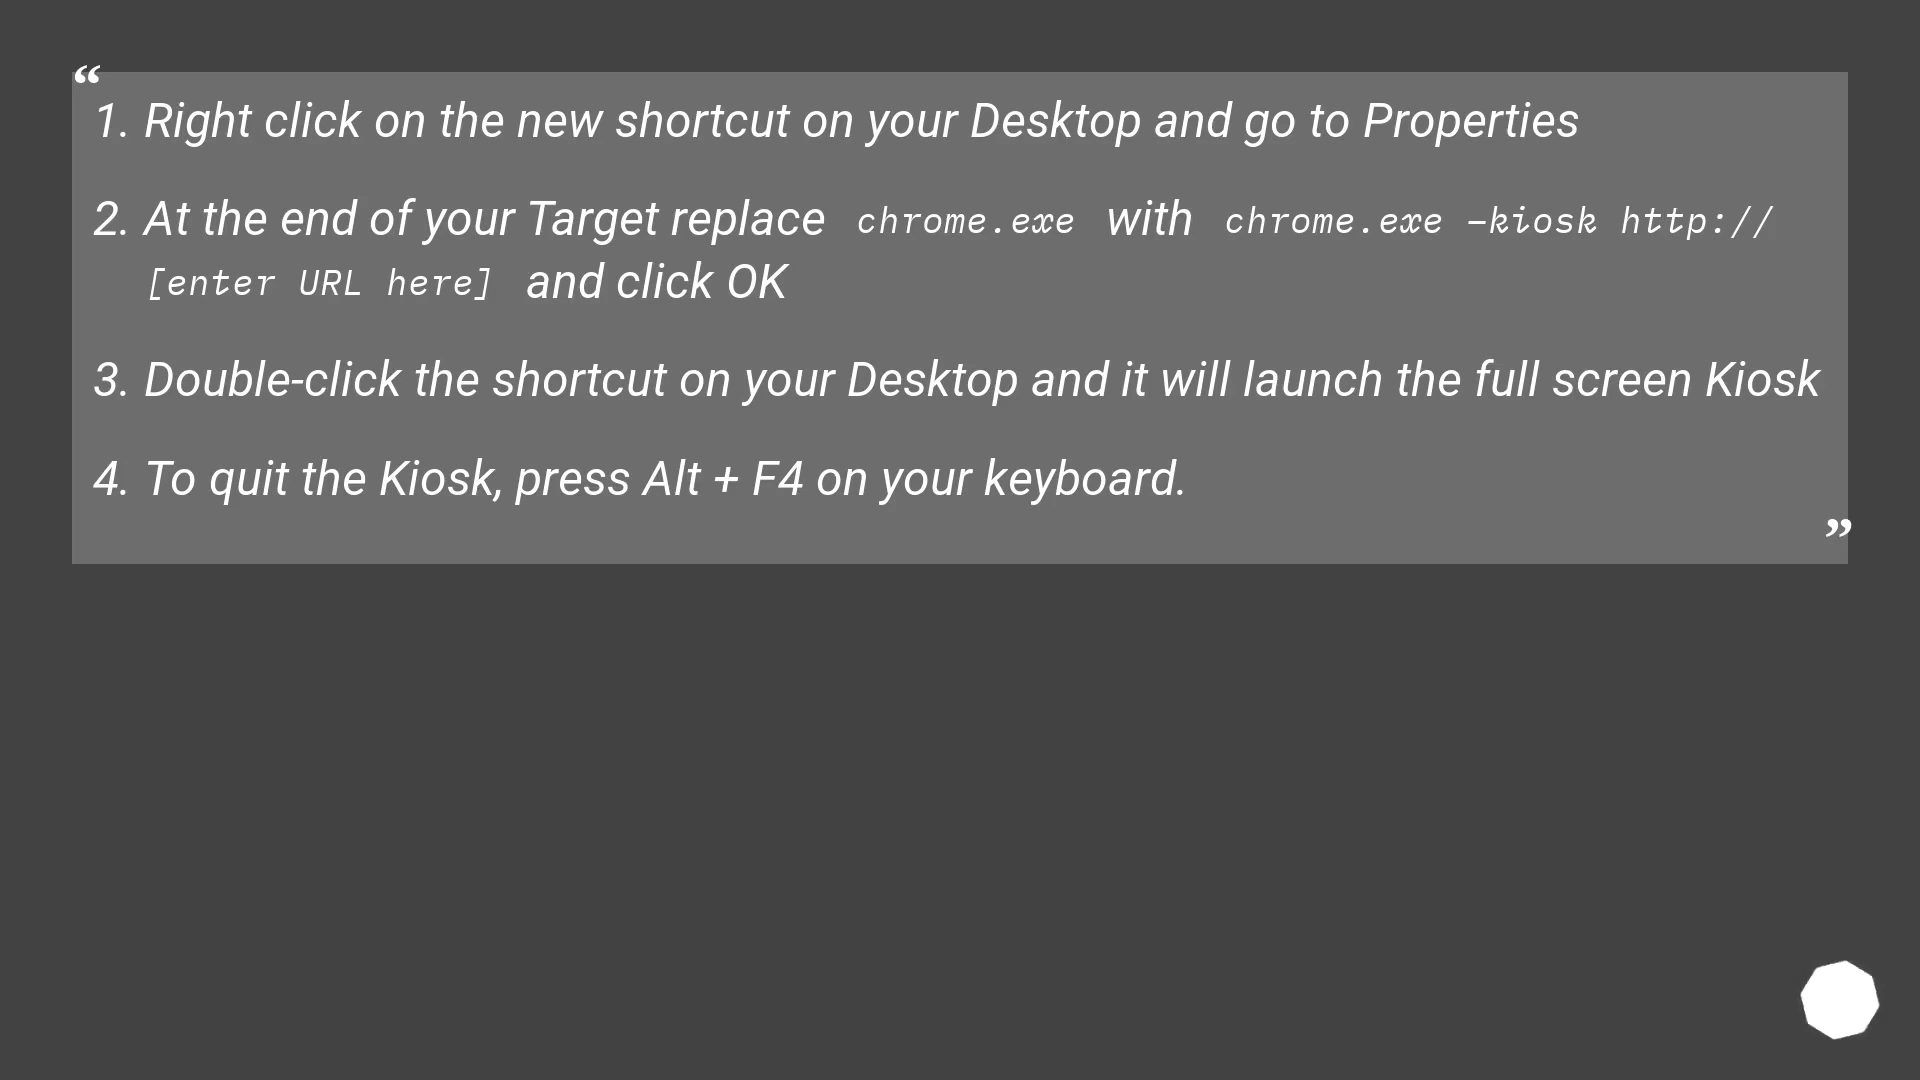 “
1. Right click on the new shortcut on your Desktop and go to Properties
2. At the end of your Target replace chrome.exe with chrome.exe –kiosk http://
[enter URL here] and click OK
3. Double-click the shortcut on your Desktop and it will launch the full screen Kiosk
4. To quit the Kiosk, press Alt + F4 on your keyboard.
”